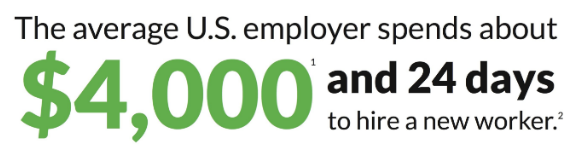 The average U.S. employer spends about
$4,000¹ and 24 days
to hire a new worker.²